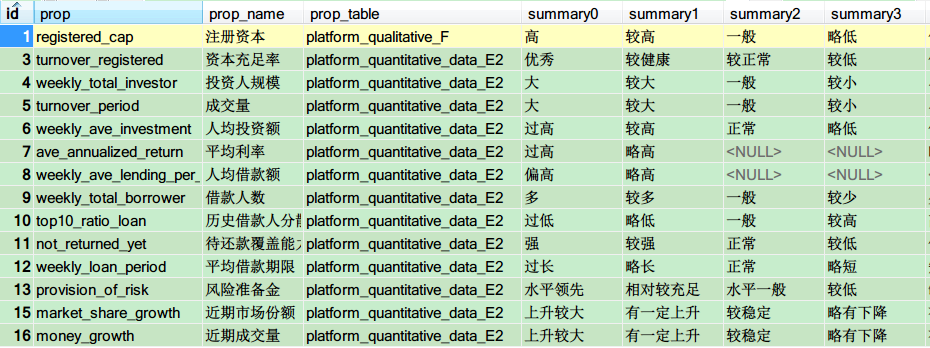 id prop prop_name prop_table summary0 summary1 summary2 summary3
1 registered_cap 注册资本 platform_qualitative_F 高 较高 一般 略低
3 turnover_registered 资本充足率 platform_quantitative_data_E2 优秀 较健康 较正常 较低
4 weekly_total_investor 投资人规模 platform_quantitative_data_E2 大 较大 一般 较小
5 turnover_period 成交量 platform_quantitative_data_E2 大 较大 一般 较小
6 weekly_ave_investment 人均投资额 platform_quantitative_data_E2 过高 较高 正常 略低
7 ave_annualized_return 平均利率 platform_quantitative_data_E2 过高 略高 <NULL> <NULL>
8 weekly_ave_lending_per_ 人均借款额 platform_quantitative_data_E2 偏高 略高 <NULL> <NULL>
9 weekly_total_borrower 借款人数 platform_quantitative_data_E2 多 较多 一般 较少
10 top10_ratio_loan 历史借款人分 platform_quantitative_data_E2 过低 略低 一般 较高
11 not_returned_yet 待还款覆盖能 platform_quantitative_data_E2 强 较强 正常 较低
12 weekly_loan_period 平均借款期限 platform_quantitative_data_E2 过长 略长 正常 略短
13 provision_of_risk 风险准备金 platform_quantitative_data_E2 水平领先 相对较充足 水平一般 较低
15 market_share_growth 近期市场份额 platform_quantitative_data_E2 上升较大 有一定上升 较稳定 略有下降
16 money_growth 近期成交量 platform_quantitative_data_E2 上升较大 有一定上升 较稳定 略有下降